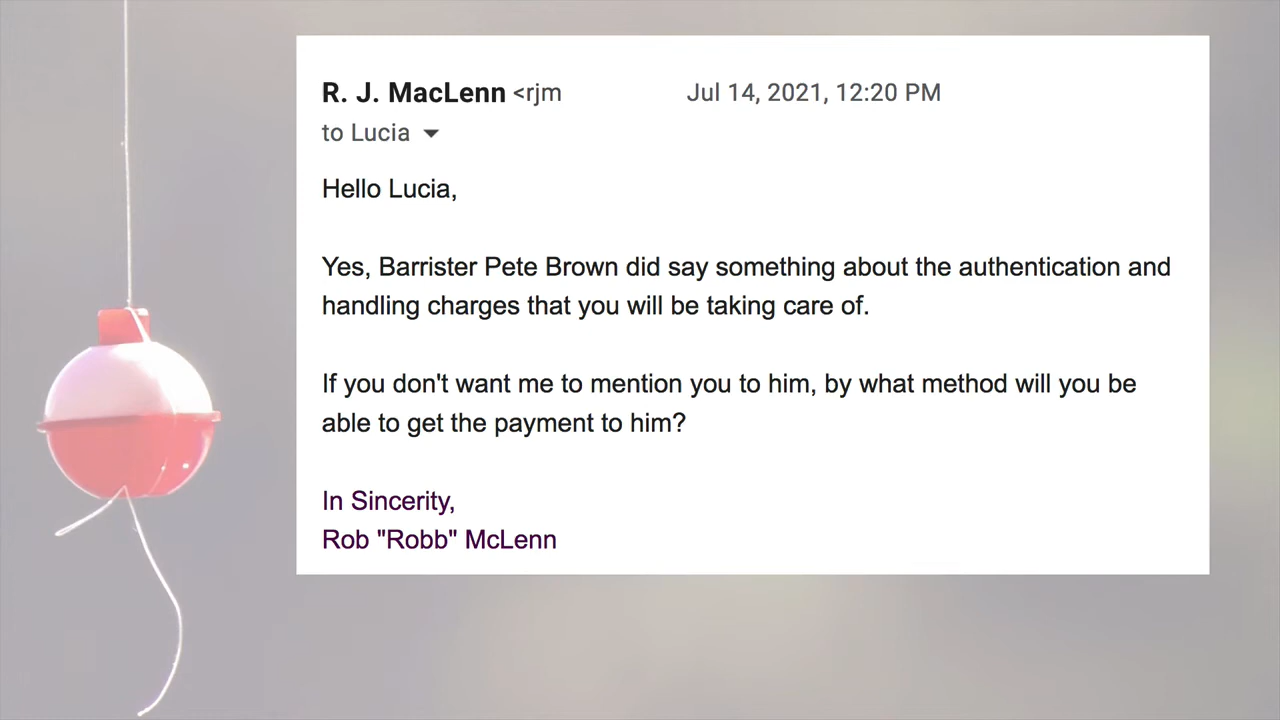 R. J. MacLenn <rjm Jul 14, 2021, 12:20 PM
to Lucia
Hello Lucia,
Yes, Barrister Pete Brown did say something about the authentication and
handling charges that you will be taking care of.
If you don't want me to mention you to him, by what method will you be
able to get the payment to him?
In Sincerity,
Rob "Robb" McLenn